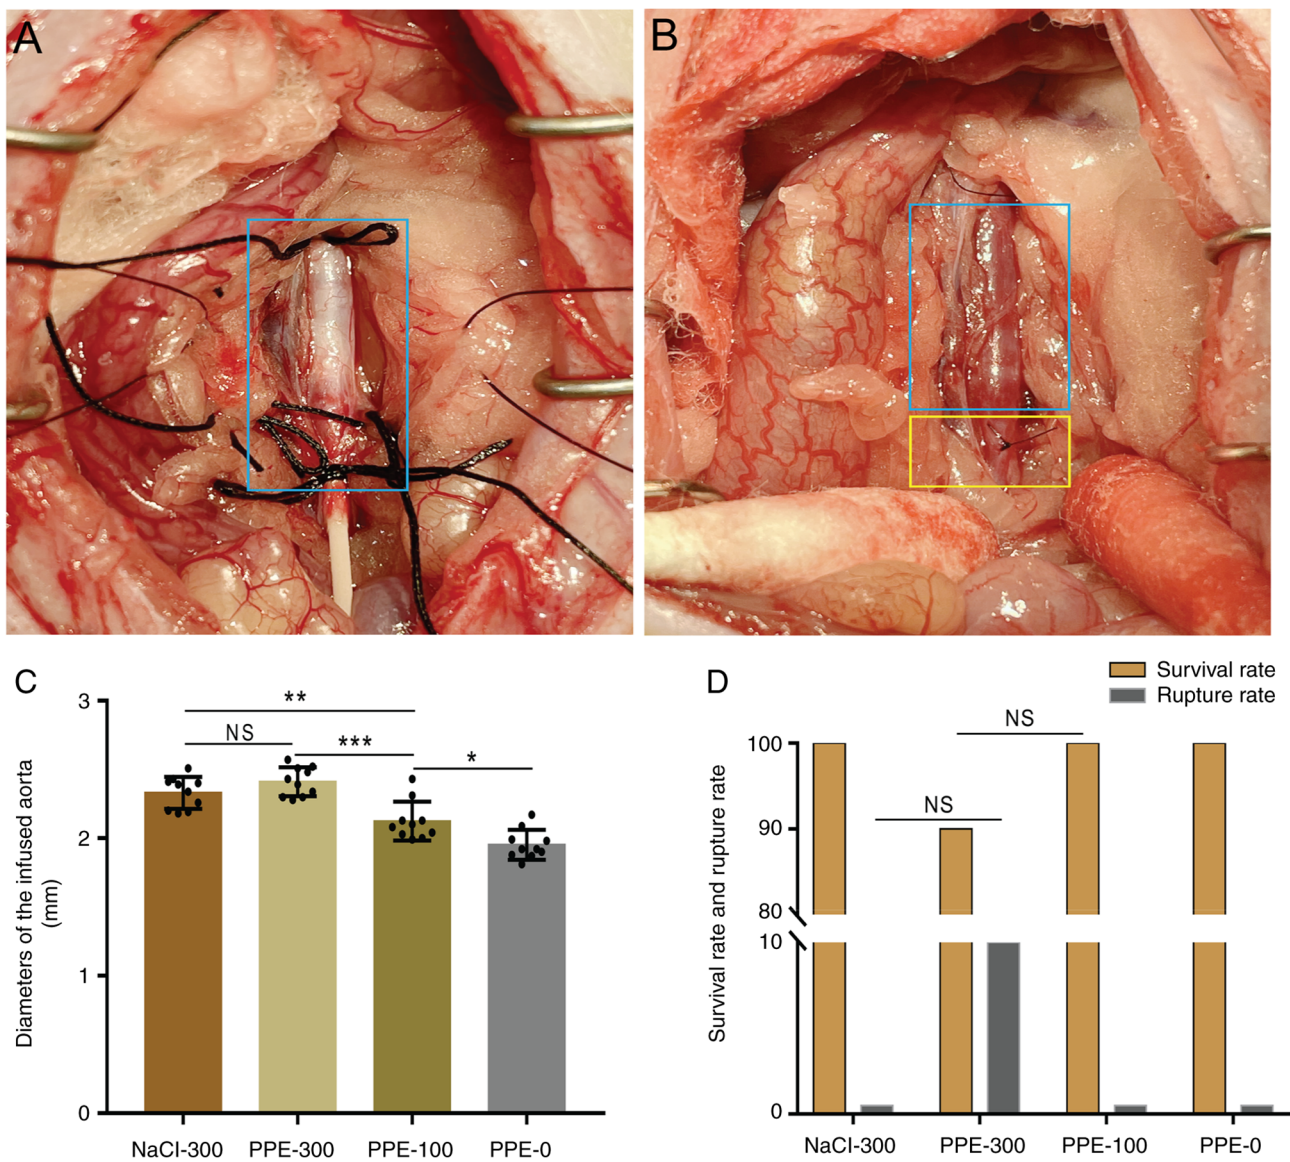 A
B
C
3
2
1
0
Diameters of the infused aorta
(mm)
**
NS
***
*
NaCl-300
PPE-300
PPE-100
PPE-0
D
Survival rate
Rupture rate
100
90
80
10
0
Survival rate and rupture rate
NS
NS
NaCl-300
PPE-300
PPE-100
PPE-0